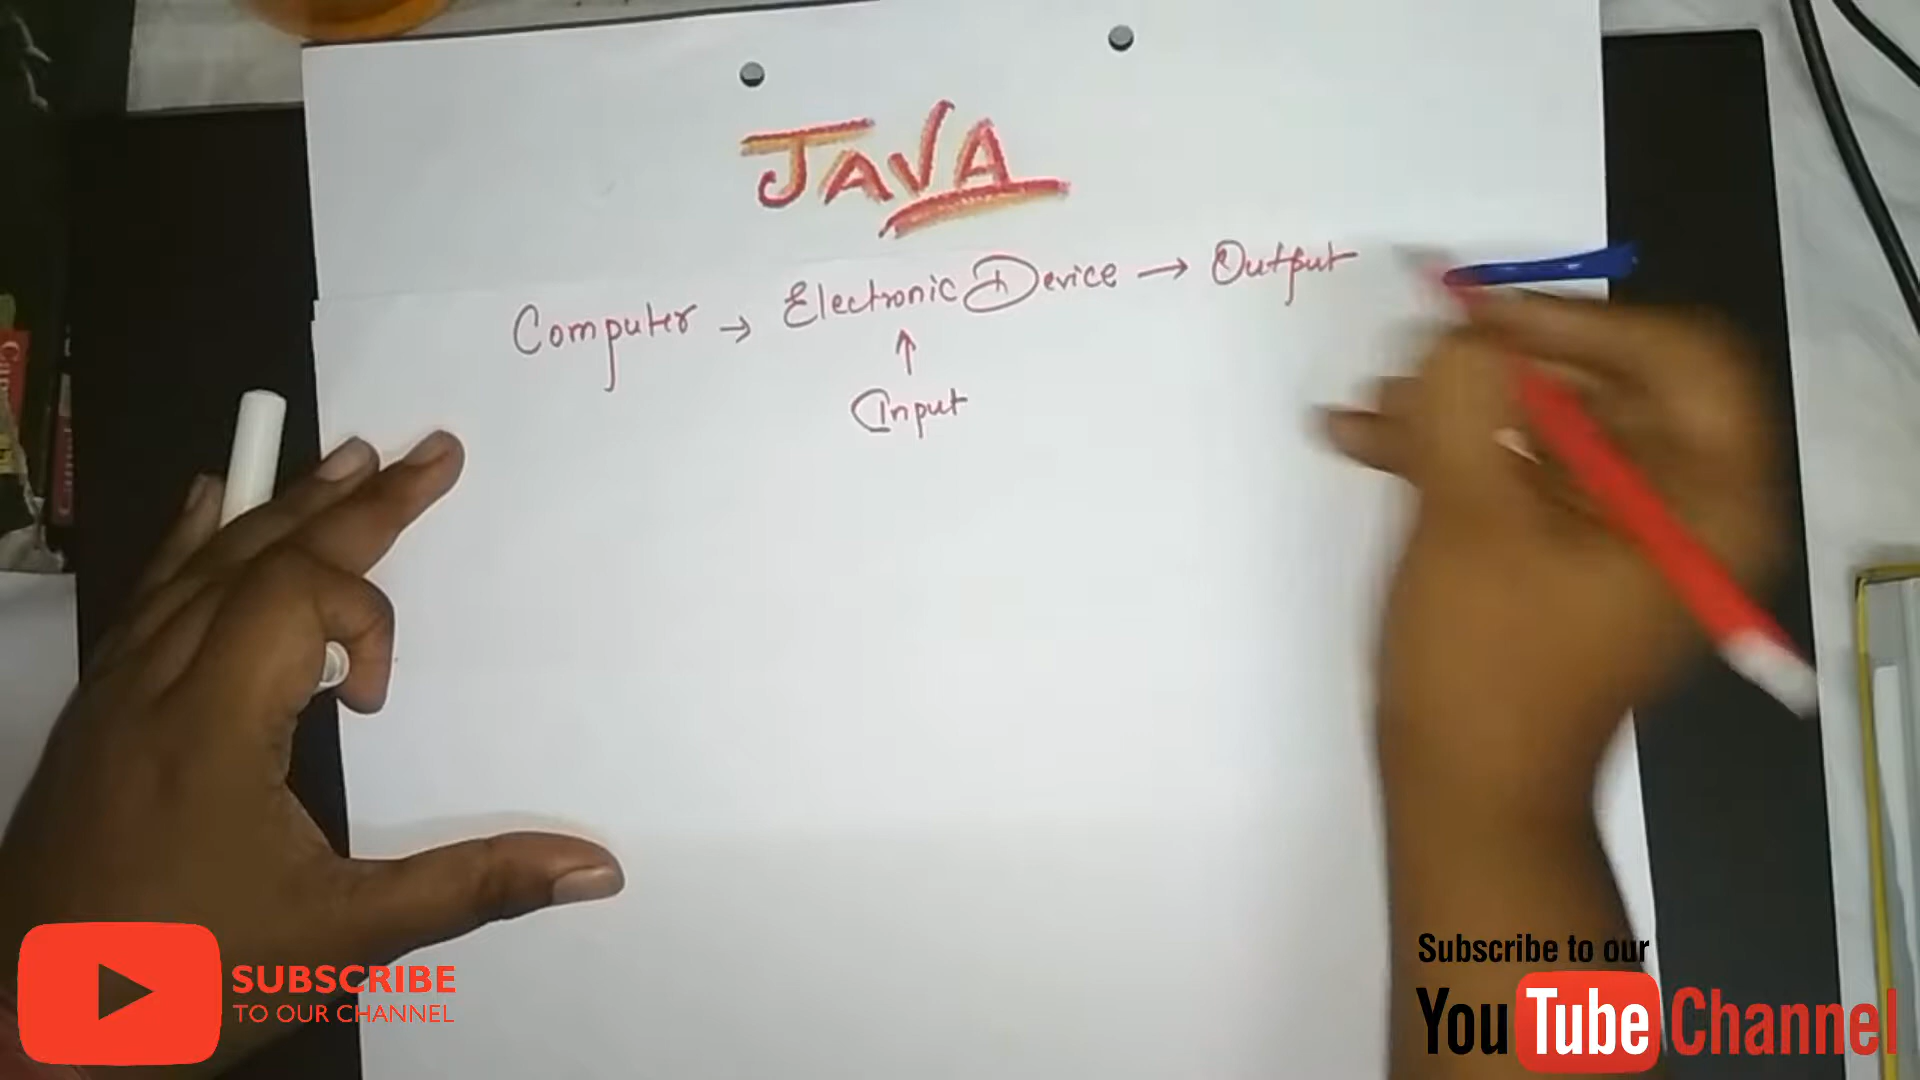 JAVA
Computer → Electronic Device → Output
↑
Input
SUBSCRIBE
TO OUR CHANNEL
Subscribe to our
YouTube Channel